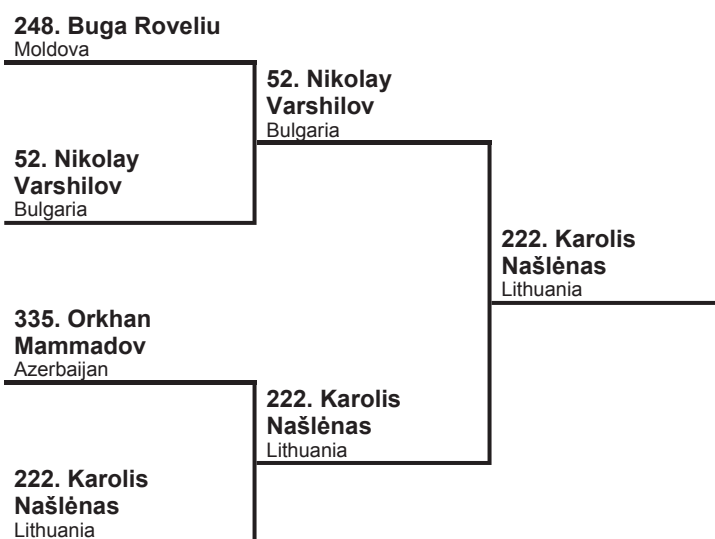 248. Buga Roveliu
Moldova
52. Nikolay
Varshilov
Bulgaria
52. Nikolay
Varshilov
Bulgaria
222. Karolis
Našlėnas
Lithuania
335. Orkhan
Mammadov
Azerbaijan
222. Karolis
Našlėnas
Lithuania
222. Karolis
Našlėnas
Lithuania